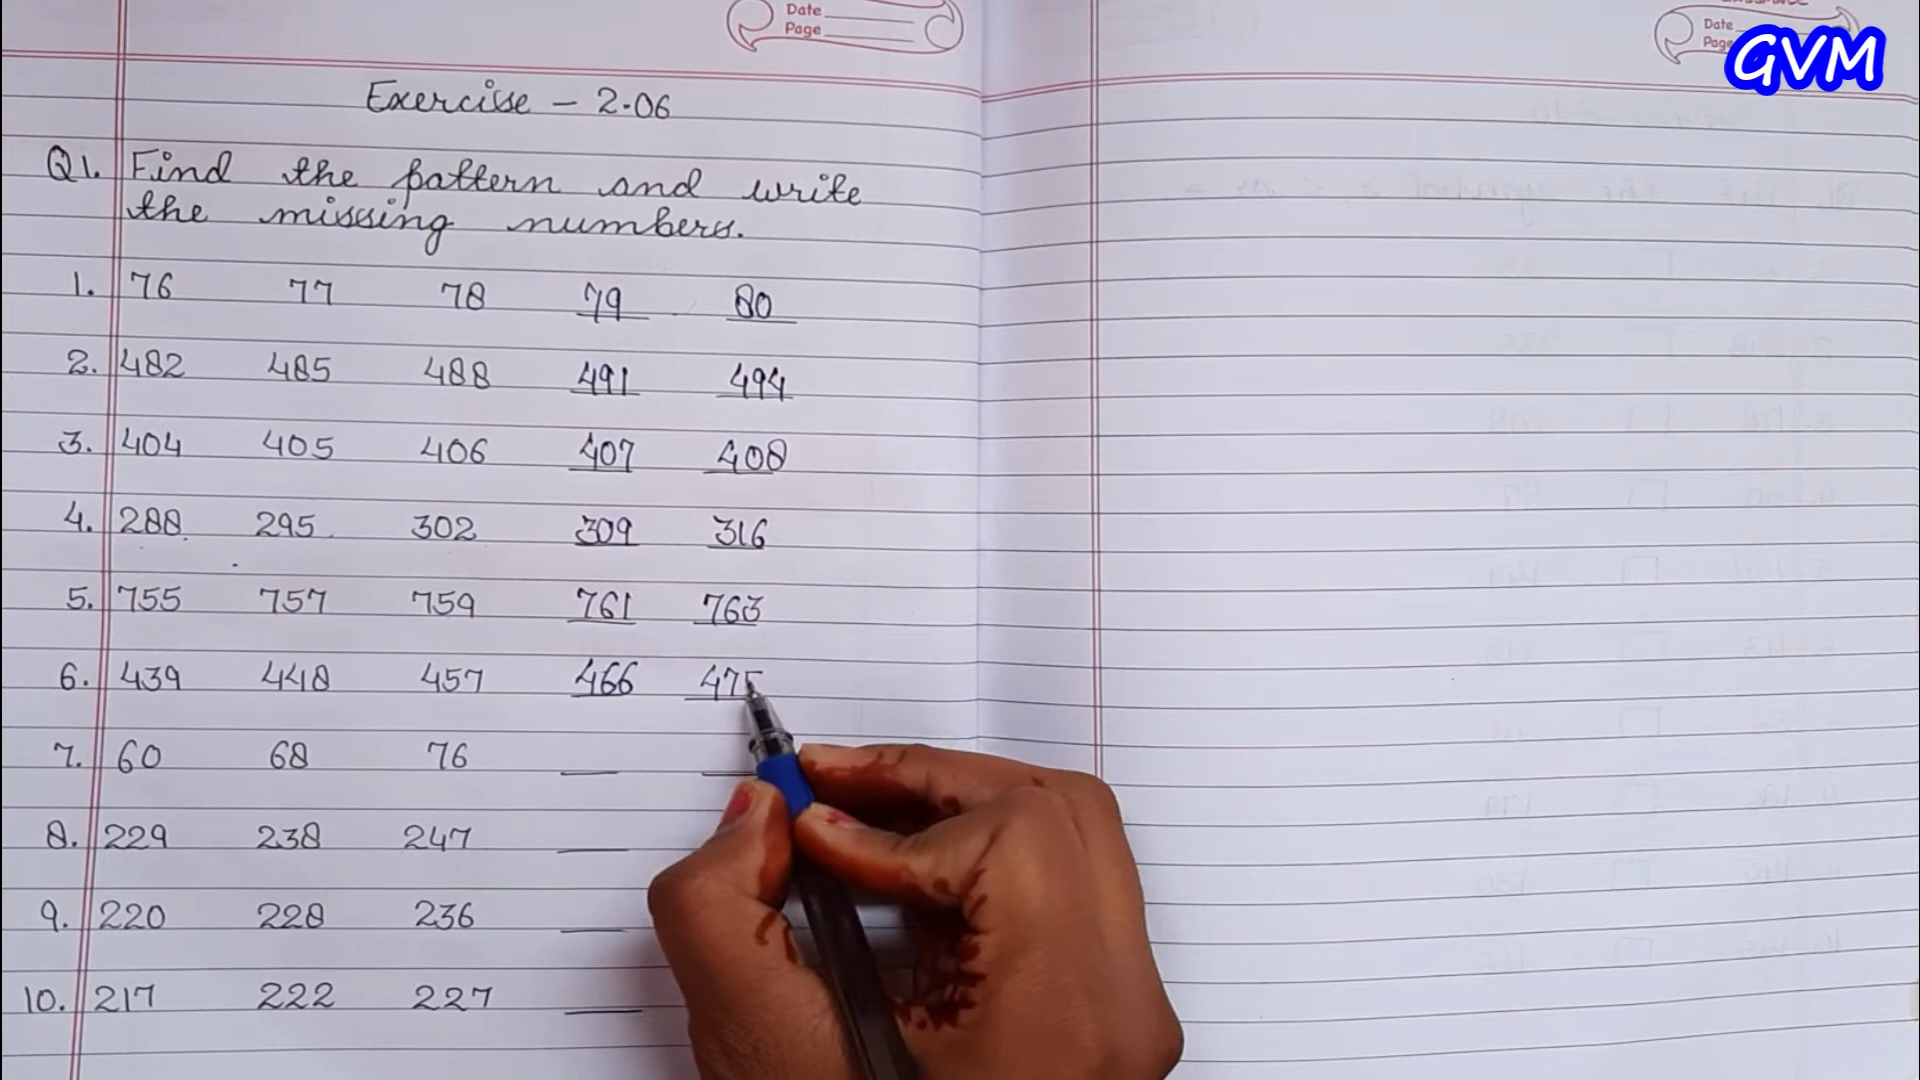 Date
Page
Date
Page
GVM
Exercise - 2.06
Q1. Find the pattern and write
the missing numbers.
1. 76 77 78 79 80
2. 482 485 488 491 494
3. 404 405 406 407 408
4. 288 295 302 309 316
5. 755 757 759 761 763
6. 439 448 457 466 475
7. 60 68 76
8. 229 238 247
9. 220 228 236
10. 217 222 227